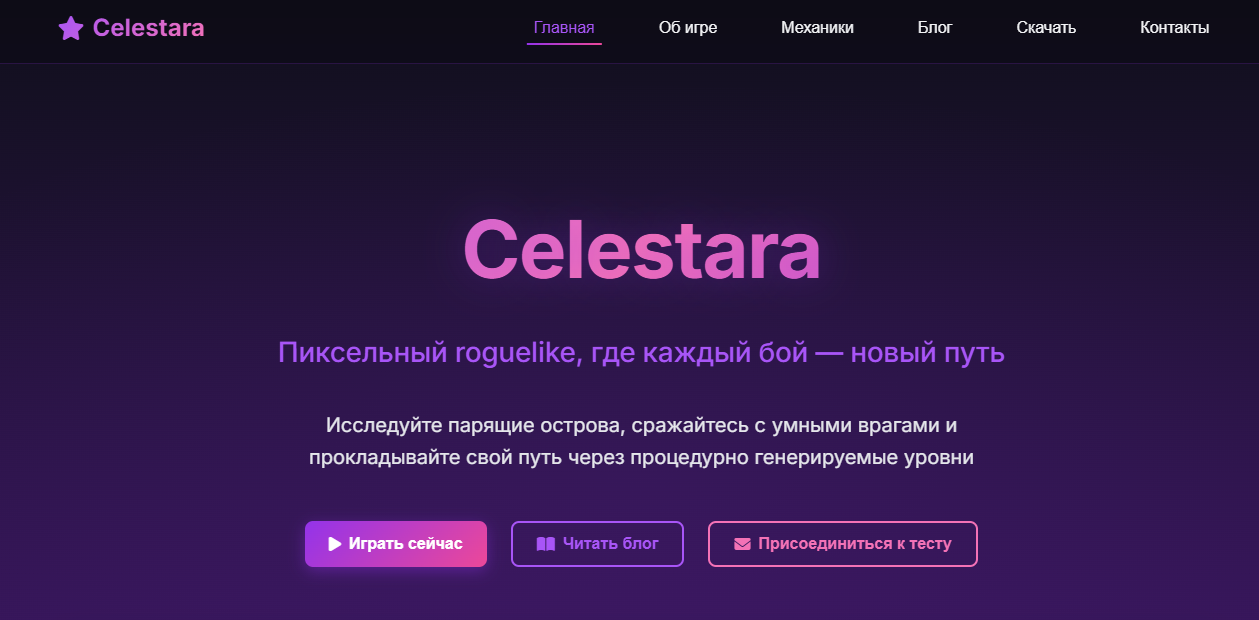 Celestara
Главная
Об игре
Механики
Блог
Скачать
Контакты
Celestara
Пиксельный roguelike, где каждый бой — новый путь
Исследуйте парящие острова, сражайтесь с умными врагами и
прокладывайте свой путь через процедурно генерируемые уровни
Играть сейчас
Читать блог
Присоединиться к тесту